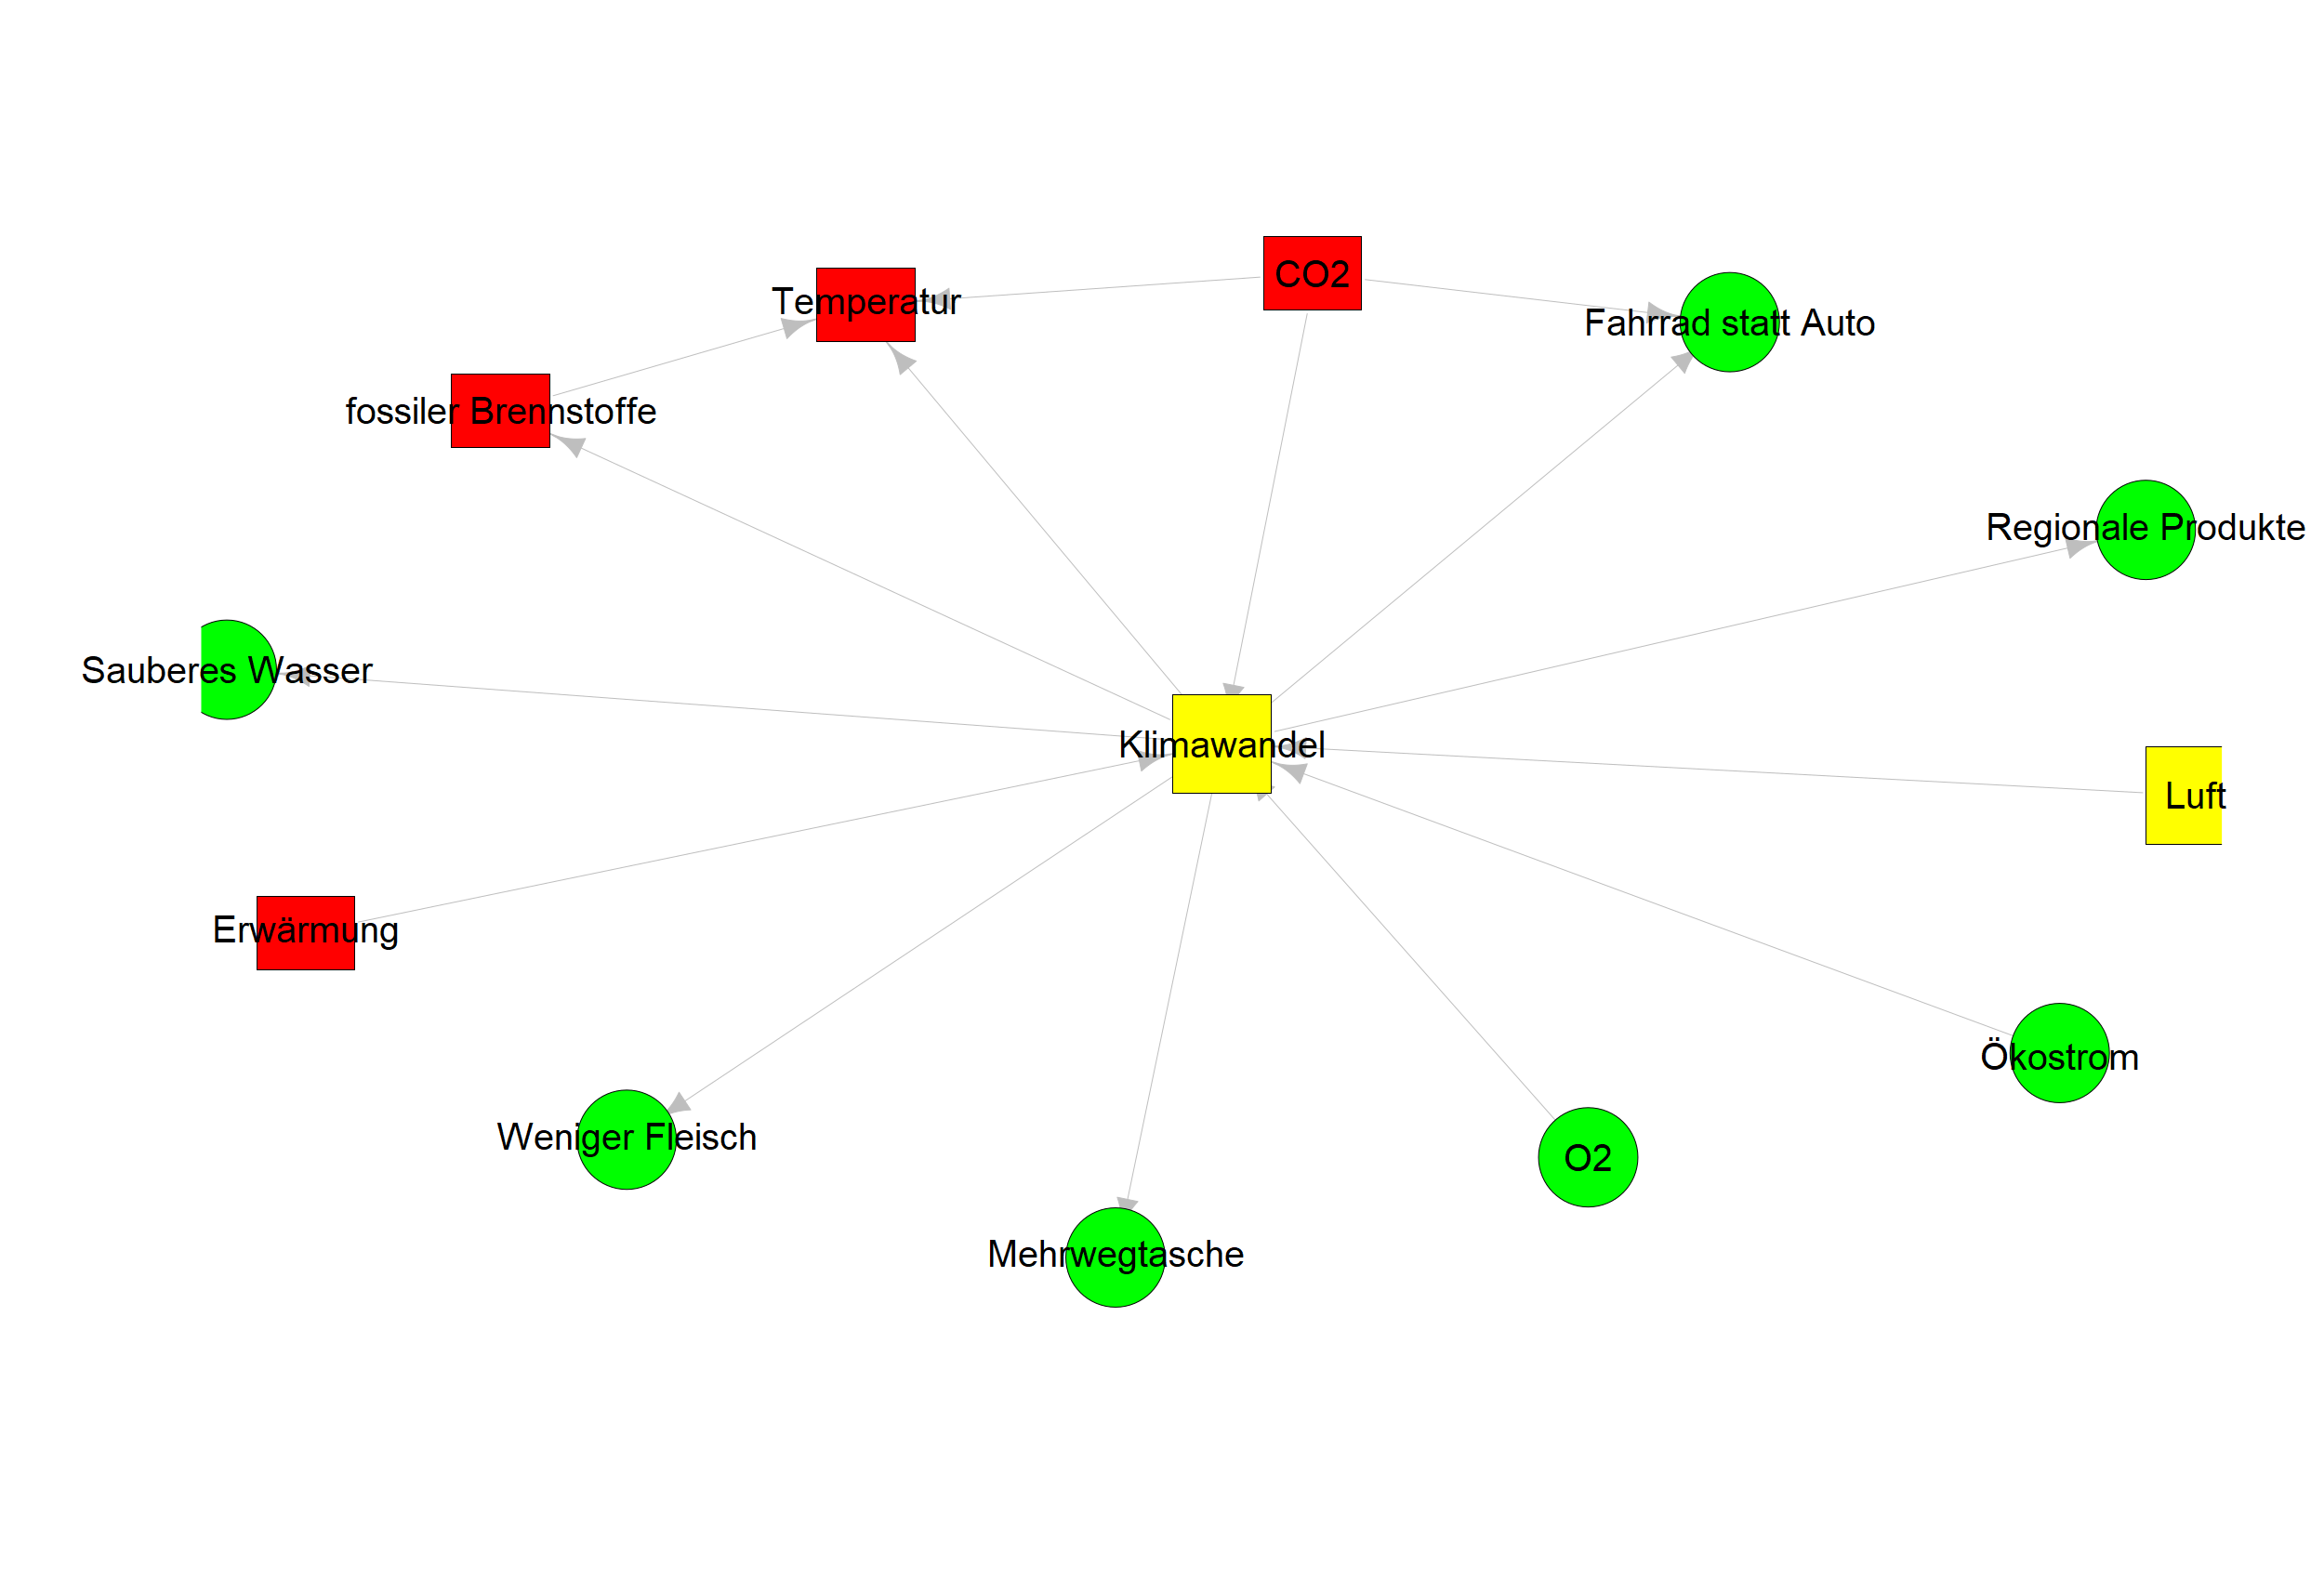 CO2
Temperatur
Fahrrad statt Auto
fossiler Brennstoffe
Regionale Produkte
Sauberes Wasser
Klimawandel
Luft
Erwärmung
Ökostrom
Weniger Fleisch
O2
Mehrwegtasche